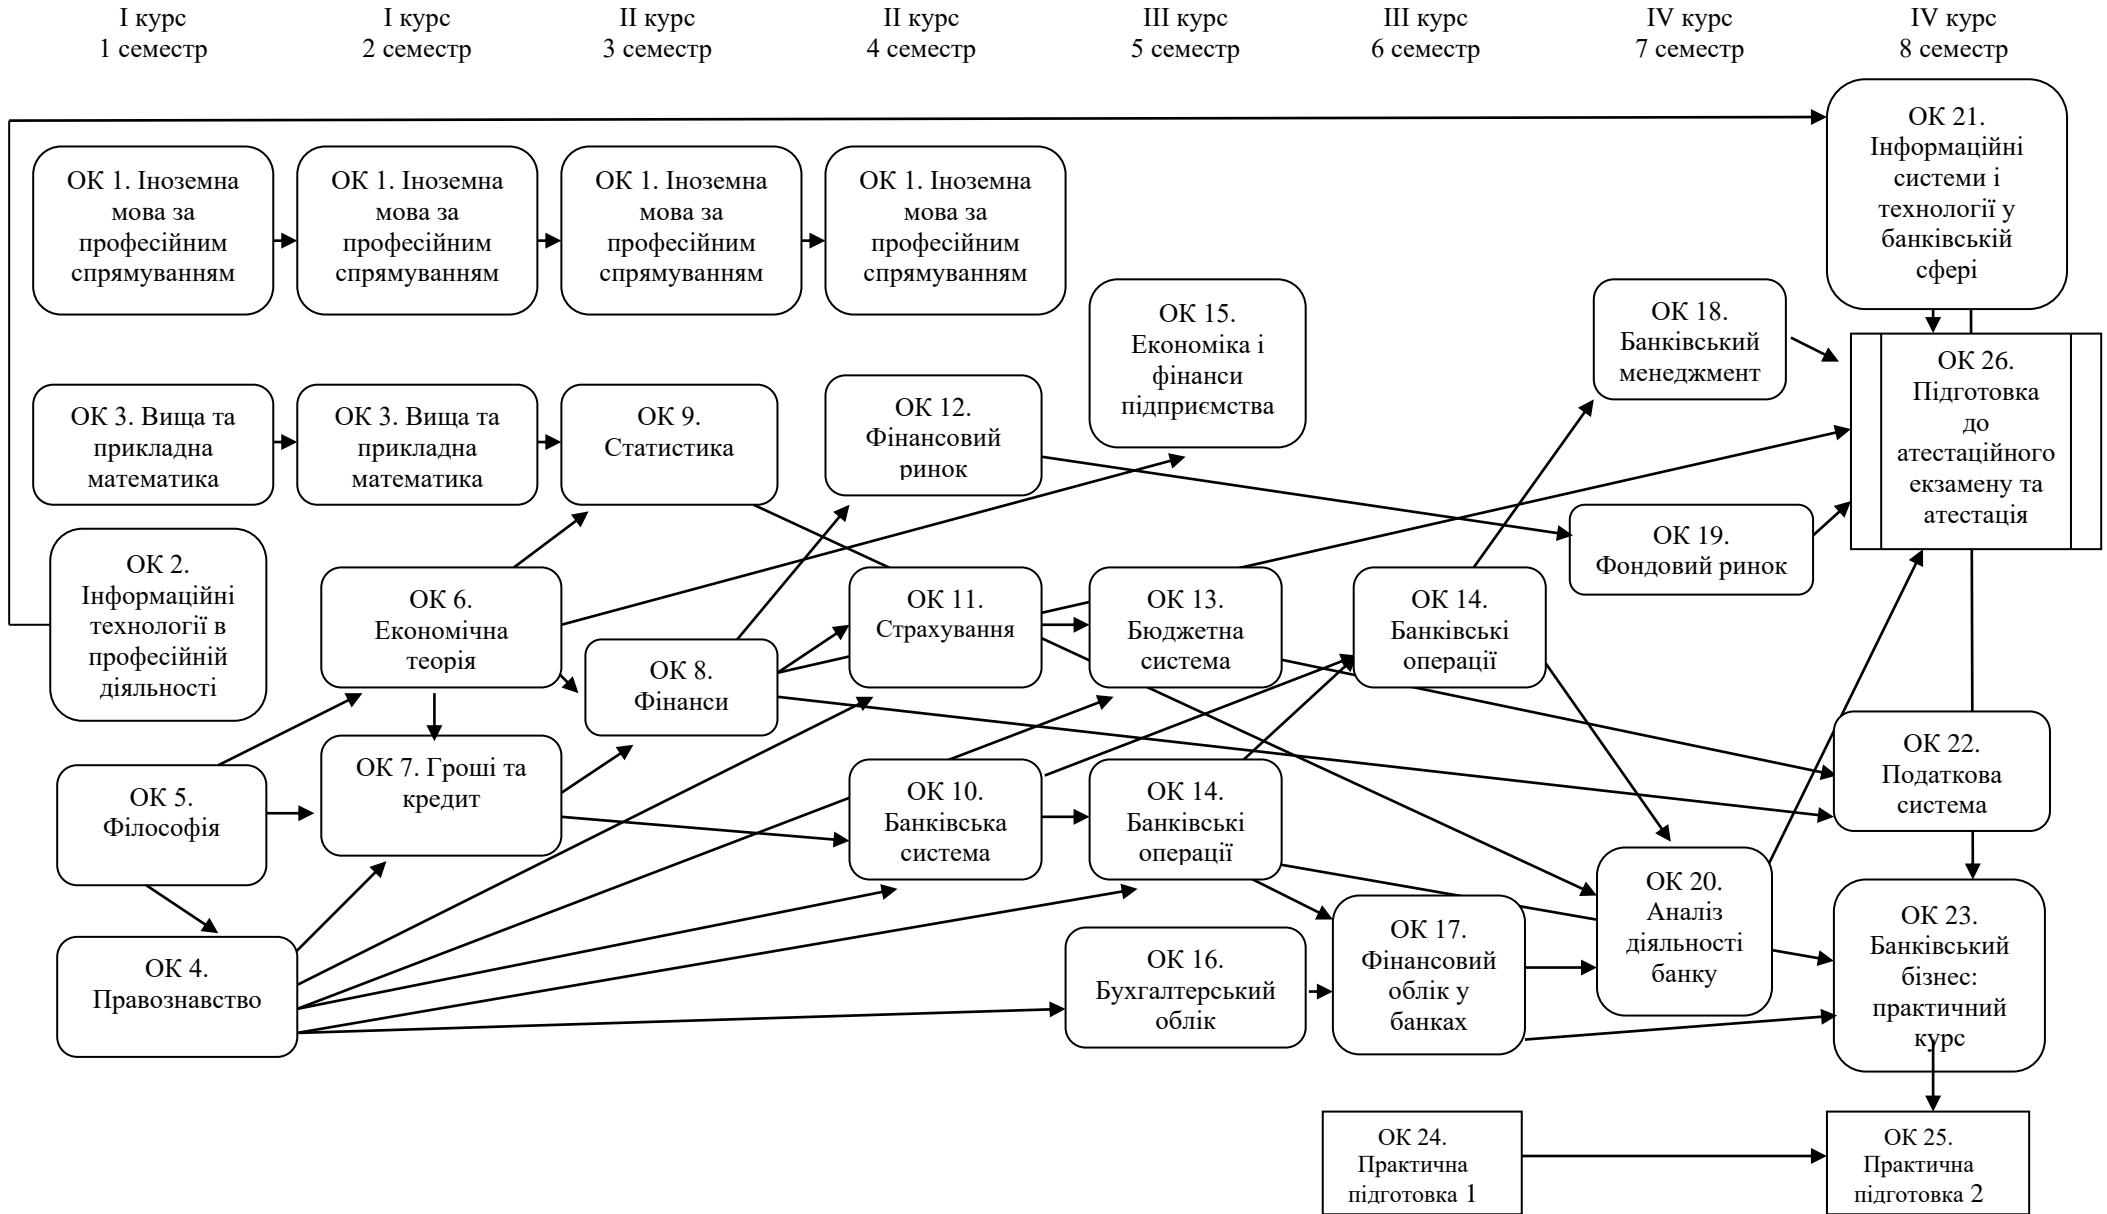 І курс
1 семестр
І курс
2 семестр
ІІ курс
3 семестр
ІІ курс
4 семестр
ІІІ курс
5 семестр
ІІІ курс
6 семестр
IV курс
7 семестр
IV курс
8 семестр
ОК 1. Іноземна
мова за
професійним
спрямуванням
ОК 1. Іноземна
мова за
професійним
спрямуванням
ОК 1. Іноземна
мова за
професійним
спрямуванням
ОК 1. Іноземна
мова за
професійним
спрямуванням
ОК 21.
Інформаційні
системи і
технології у
банківській
сфері
ОК 15.
Економіка і
фінанси
підприємства
ОК 18.
Банківський
менеджмент
ОК 26.
Підготовка
до
атестаційного
екзамену та
атестація
ОК 3. Вища та
прикладна
математика
ОК 3. Вища та
прикладна
математика
ОК 9.
Статистика
ОК 12.
Фінансовий
ринок
ОК 19.
Фондовий ринок
ОК 2.
Інформаційні
технології в
професійній
діяльності
ОК 6.
Економічна
теорія
ОК 8.
Фінанси
ОК 11.
Страхування
ОК 13.
Бюджетна
система
ОК 14.
Банківські
операції
ОК 22.
Податкова
система
ОК 5.
Філософія
ОК 7. Гроші та
кредит
ОК 10.
Банківська
система
ОК 14.
Банківські
операції
ОК 20.
Аналіз
діяльності
банку
ОК 23.
Банківський
бізнес:
практичний
курс
ОК 4.
Правознавство
ОК 16.
Бухгалтерський
облік
ОК 17.
Фінансовий
облік у
банках
ОК 24.
Практична
підготовка 1
ОК 25.
Практична
підготовка 2